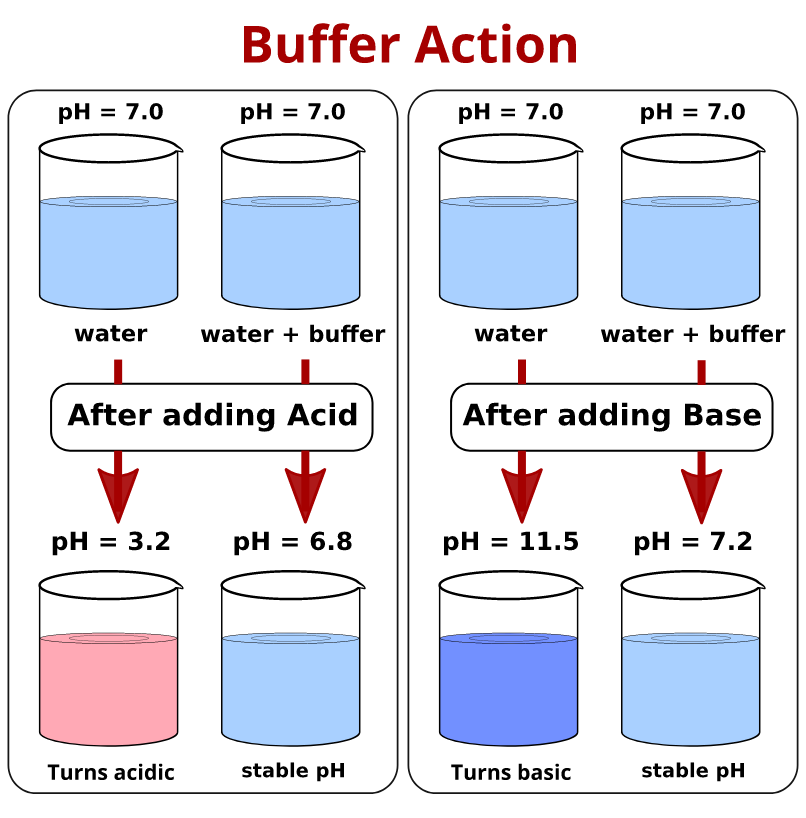 Buffer Action
pH = 7.0
pH = 7.0
water
water + buffer
After adding Acid
pH = 3.2
pH = 6.8
Turns acidic
stable pH
pH = 7.0
pH = 7.0
water
water + buffer
After adding Base
pH = 11.5
pH = 7.2
Turns basic
stable pH